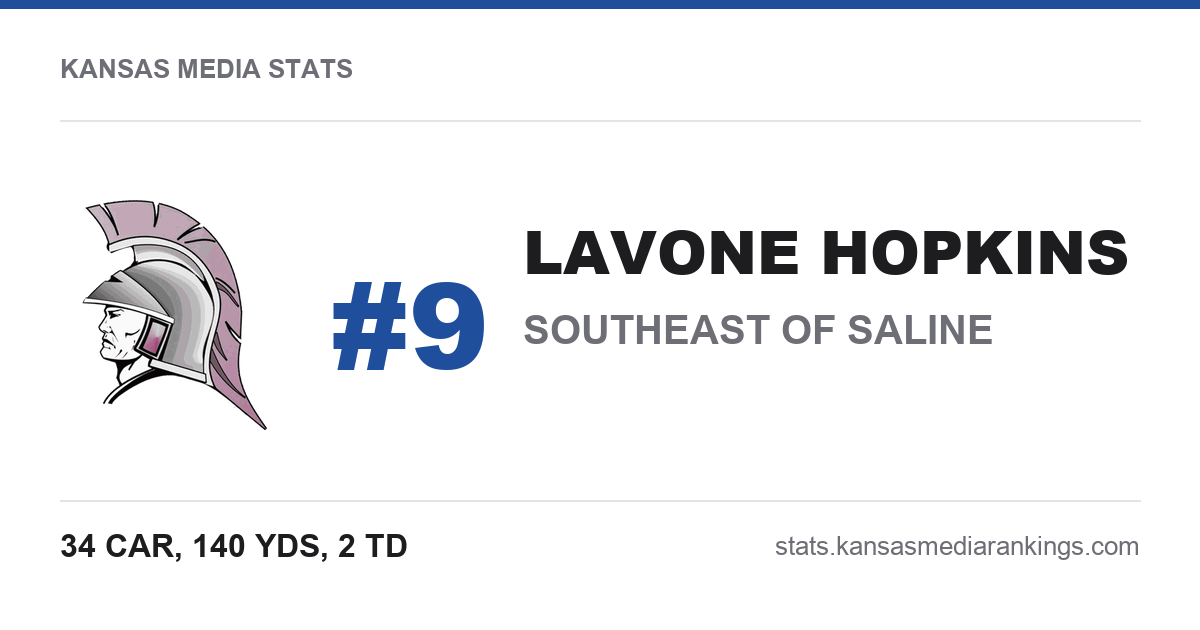 KANSAS MEDIA STATS
#9
LAVONE HOPKINS
SOUTHEAST OF SALINE
34 CAR, 140 YDS, 2 TD
stats.kansasmediarankings.com